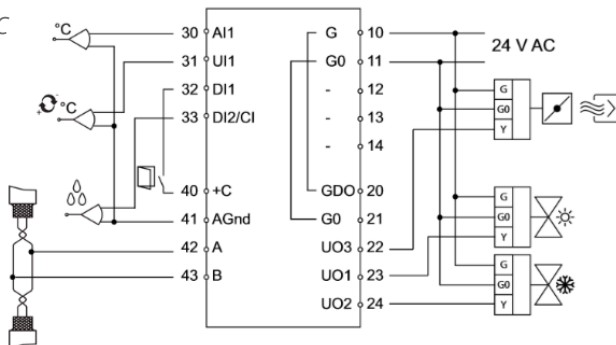 C
°C 30 AI1 G 10
24 V AC
31 UI1 G0 11
°C
32 DI1 - 12
G
33 DI2/CI - 13
G0
- 14
Y
40 +C GDO 20
G
41 AGnd G0 21
G0
42 A UO3 22
Y
43 B UO1 23
G
UO2 24
G0
Y